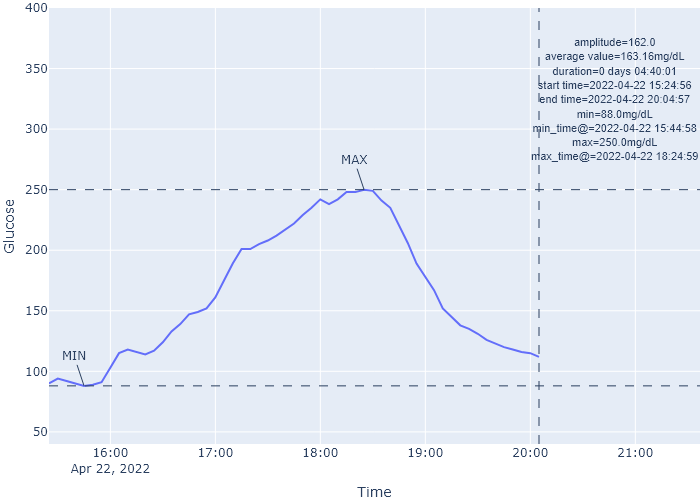 400
350
300
250
200
150
100
50
Glucose
amplitude=162.0
average value=163.16mg/dL
duration=0 days 04:40:01
start time=2022-04-22 15:24:56
end time=2022-04-22 20:04:57
min=88.0mg/dL
min_time@=2022-04-22 15:44:58
max=250.0mg/dL
max_time@=2022-04-22 18:24:59
MAX
MIN
16:00 17:00 18:00 19:00 20:00 21:00
Apr 22, 2022
Time